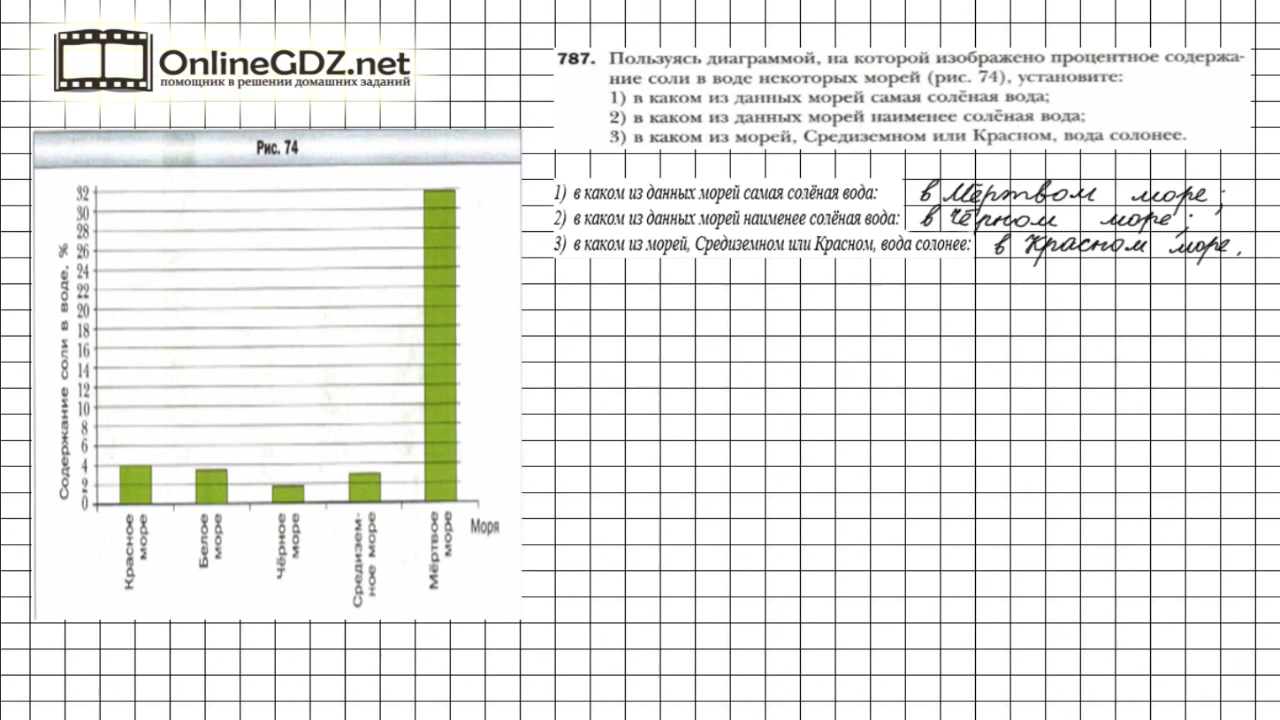 OnlineGDZ.net
помощник в решении домашних заданий
787. Пользуясь диаграммой, на которой изображено процентное содержа-
ние соли в воде некоторых морей (рис. 74), установите:
1) в каком из данных морей самая солёная вода;
2) в каком из данных морей наименее солёная вода;
3) в каком из морей, Средиземном или Красном, вода солонее.
Рис. 74
Содержание соли в воде, %
32
30
28
26
24
22
20
18
16
14
12
10
8
6
4
2
0
Красное
море
Белое
море
Чёрное
море
Средизем-
ное море
Мёртвое
море
Моря
1) в каком из данных морей самая солёная вода: в Мёртвом море;
2) в каком из данных морей наименее солёная вода: в Чёрном море;
3) в каком из морей, Средиземном или Красном, вода солонее: в Красном море.